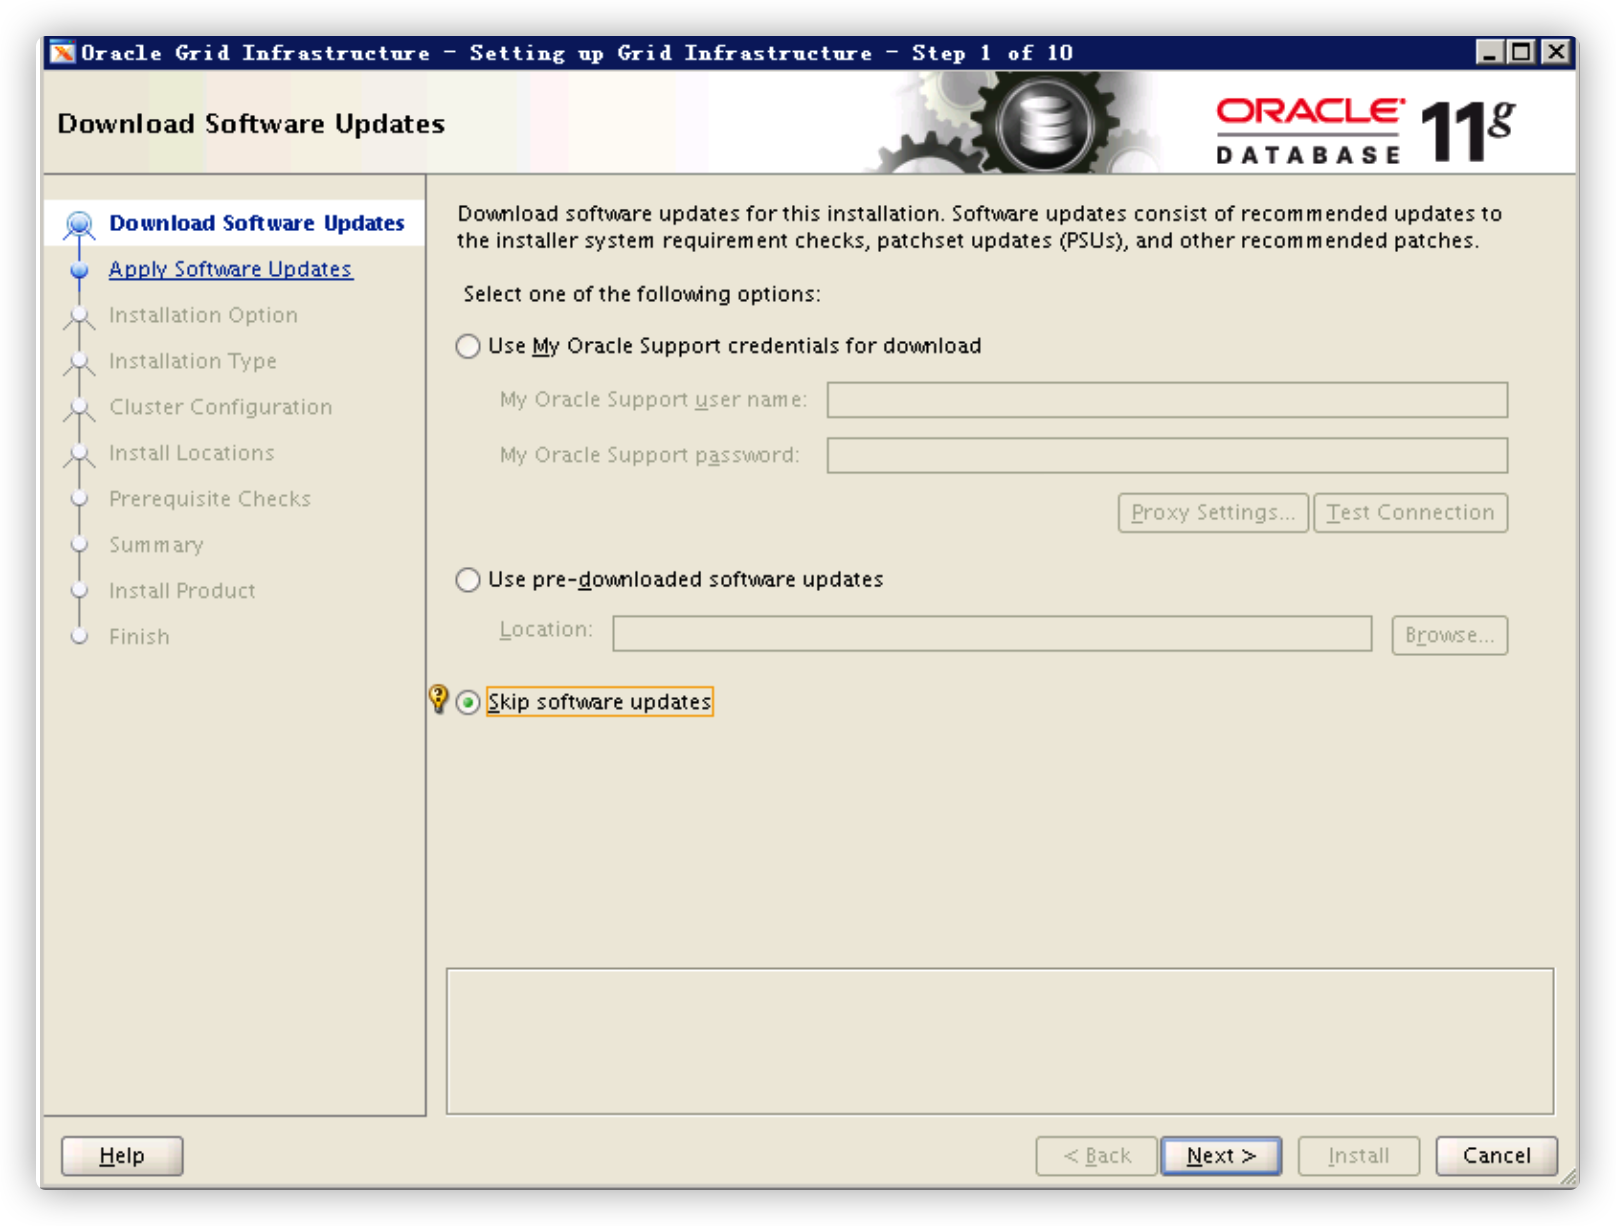 Oracle Grid Infrastructure - Setting up Grid Infrastructure - Step 1 of 10
Download Software Updates
ORACLE
DATABASE
11g
Download Software Updates
Apply Software Updates
Installation Option
Installation Type
Cluster Configuration
Install Locations
Prerequisite Checks
Summary
Install Product
Finish
Download software updates for this installation. Software updates consist of recommended updates to
the installer system requirement checks, patchset updates (PSUs), and other recommended patches.
Select one of the following options:
Use My Oracle Support credentials for download
My Oracle Support user name:
My Oracle Support password:
Proxy Settings... Test Connection
Use pre-downloaded software updates
Location: Browse...
Skip software updates
Help < Back Next > Install Cancel